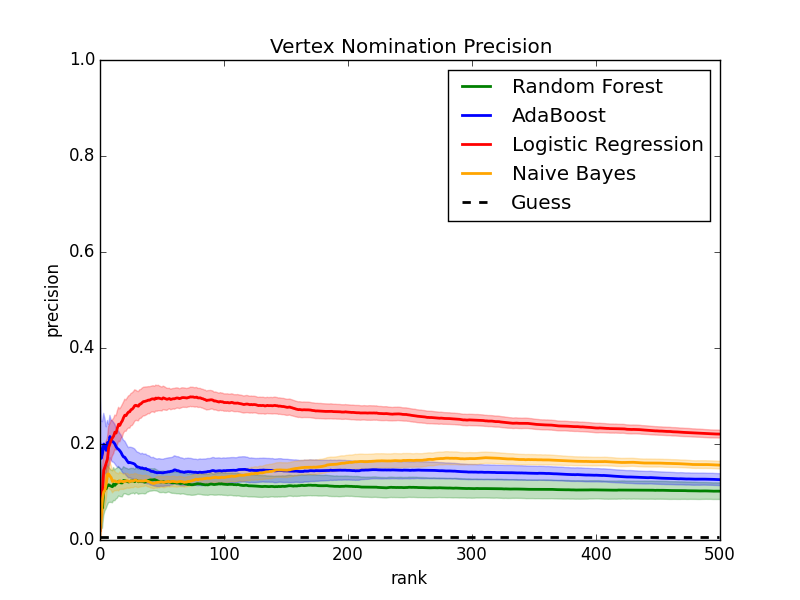 Vertex Nomination Precision
1.0
0.8
0.6
0.4
0.2
0.0
precision
Random Forest
AdaBoost
Logistic Regression
Naive Bayes
Guess
0 100 200 300 400 500
rank